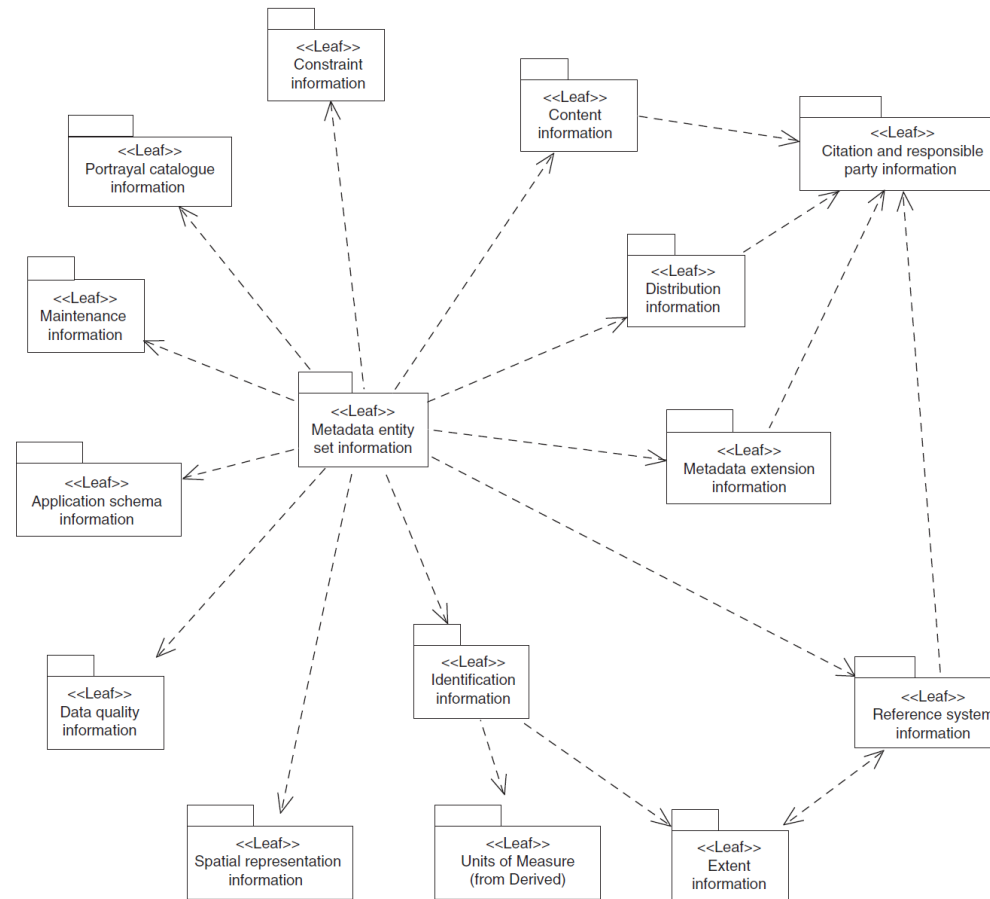 <<Leaf>>
Constraint
information
<<Leaf>>
Content
information
<<Leaf>>
Citation and responsible
party information
<<Leaf>>
Portrayal catalogue
information
<<Leaf>>
Distribution
information
<<Leaf>>
Maintenance
information
<<Leaf>>
Metadata entity
set information
<<Leaf>>
Metadata extension
information
<<Leaf>>
Application schema
information
<<Leaf>>
Identification
information
<<Leaf>>
Data quality
information
<<Leaf>>
Reference system
information
<<Leaf>>
Spatial representation
information
<<Leaf>>
Units of Measure
(from Derived)
<<Leaf>>
Extent
information